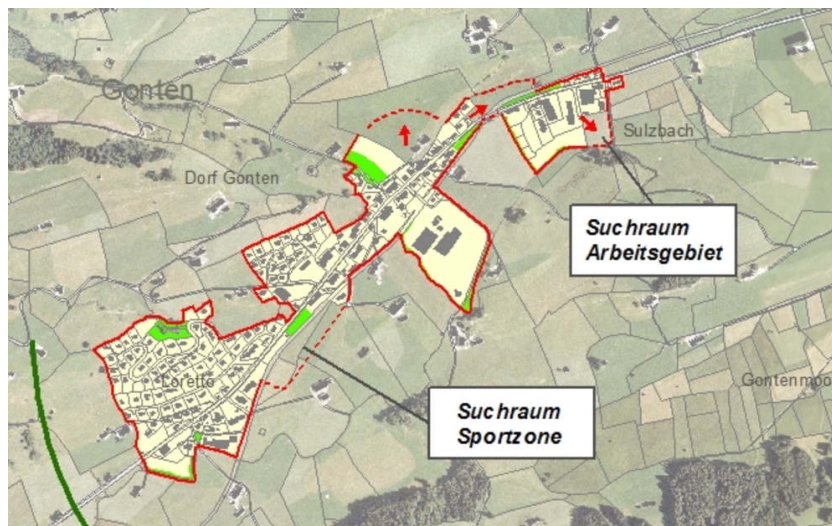 Gonten
Sulzbach
Dorf Gonten
Suchraum
Arbeitsgebiet
Loretto
Gontenmoo
Suchraum
Sportzone